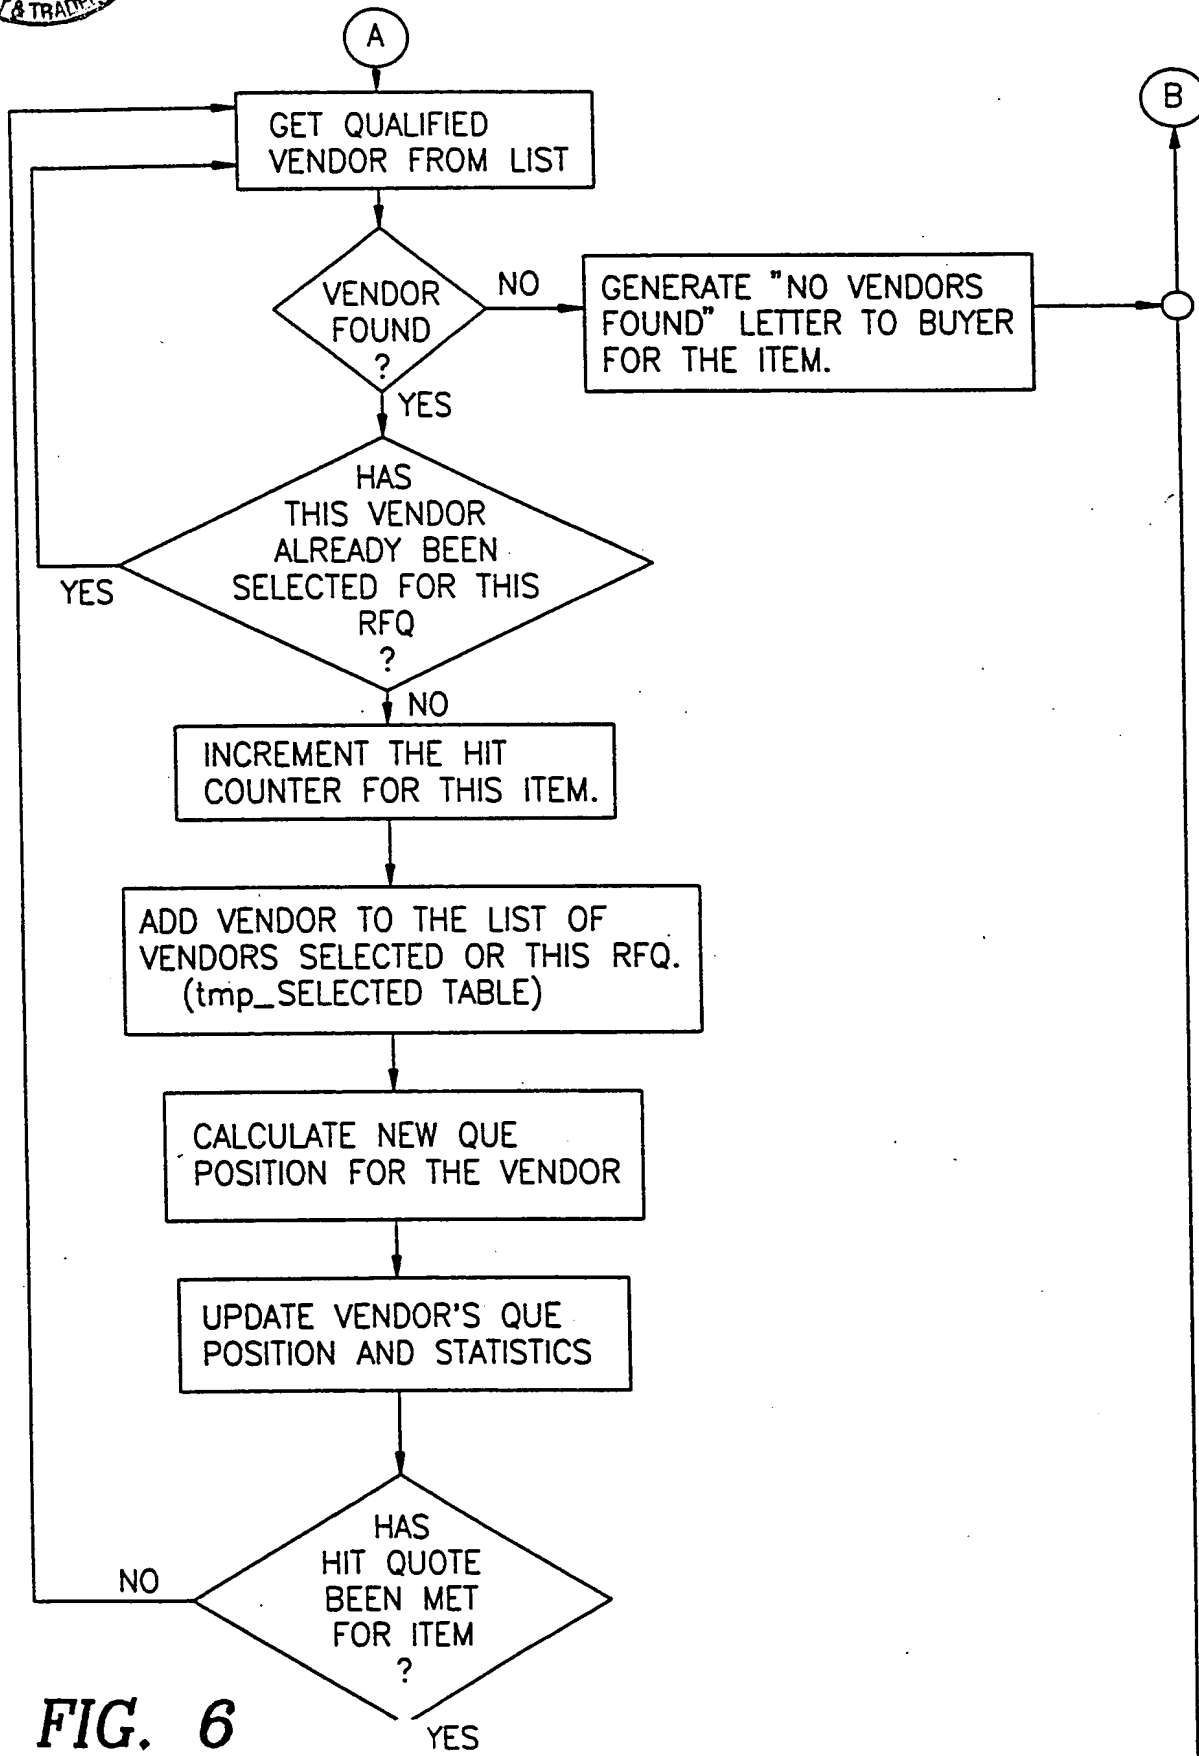 & TRADE
A
B
GET QUALIFIED
VENDOR FROM LIST
VENDOR
FOUND
?
NO
GENERATE "NO VENDORS
FOUND" LETTER TO BUYER
FOR THE ITEM.
YES
HAS
THIS VENDOR
ALREADY BEEN
SELECTED FOR THIS
RFQ
?
YES
NO
INCREMENT THE HIT
COUNTER FOR THIS ITEM.
ADD VENDOR TO THE LIST OF
VENDORS SELECTED OR THIS RFQ.
(tmp_SELECTED TABLE)
CALCULATE NEW QUE
POSITION FOR THE VENDOR
UPDATE VENDOR'S QUE
POSITION AND STATISTICS
HAS
HIT QUOTE
BEEN MET
FOR ITEM
?
NO
YES
FIG. 6